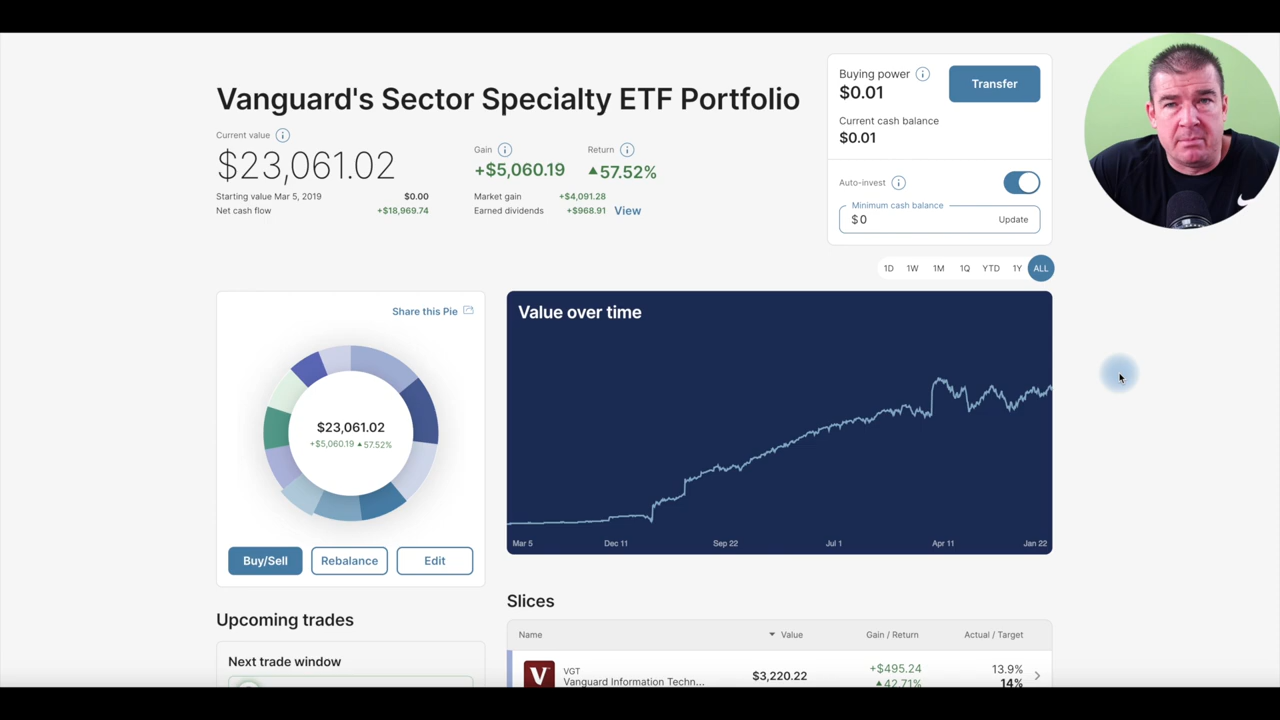 Vanguard's Sector Specialty ETF Portfolio
Current value
$23,061.02
Starting value Mar 5, 2019 $0.00
Net cash flow +$18,969.74
Gain Return
+$5,060.19 57.52%
Market gain +$4,091.28
Earned dividends +$968.91 View
Buying power
$0.01
Transfer
Current cash balance
$0.01
Auto-invest
Minimum cash balance
$0 Update
1D 1W 1M 1Q YTD 1Y ALL
Share this Pie
$23,061.02
+$5,060.19 57.52%
Buy/Sell Rebalance Edit
Value over time
Mar 5 Dec 11 Sep 22 Jul 1 Apr 11 Jan 22
Upcoming trades
Next trade window
Slices
Name Value Gain / Return Actual / Target
V
VGT
Vanguard Information Techn...
$3,220.22
+$495.24
42.71%
13.9%
14%